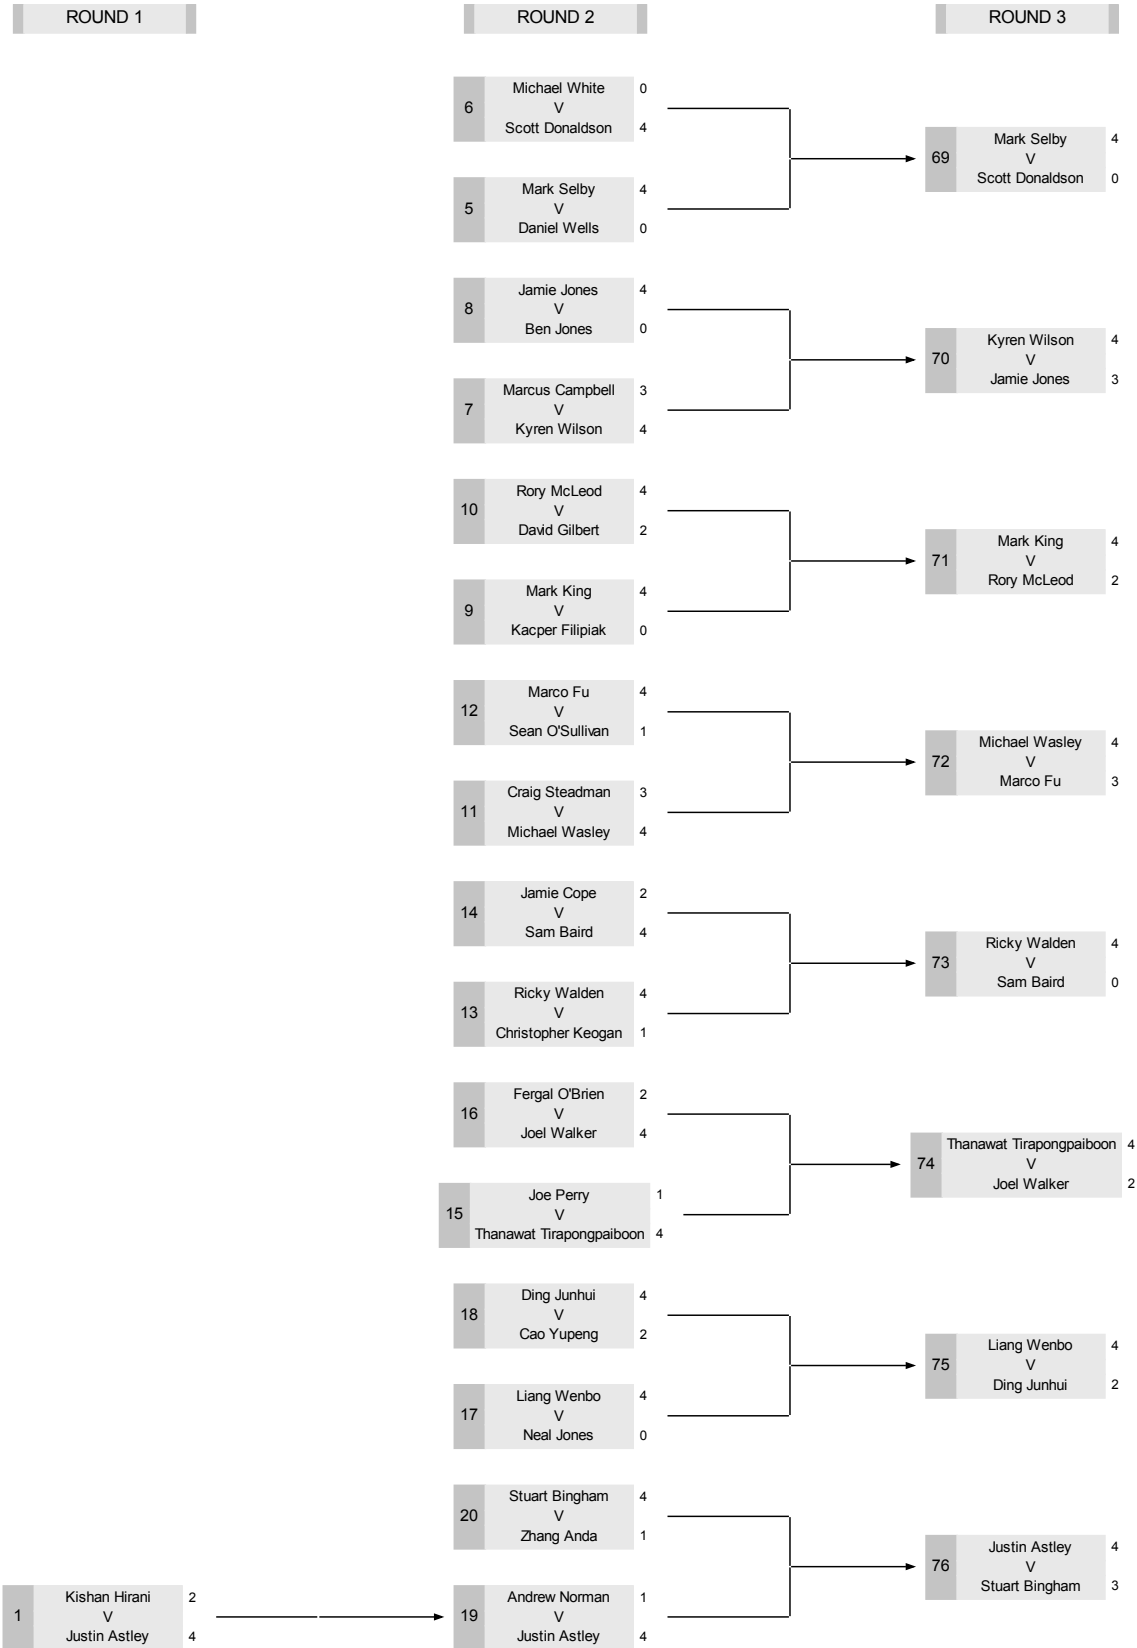 ROUND 1
ROUND 2
ROUND 3
6
Michael White 0
V
Scott Donaldson 4
5
Mark Selby 4
V
Daniel Wells 0
69
Mark Selby 4
V
Scott Donaldson 0
8
Jamie Jones 4
V
Ben Jones 0
7
Marcus Campbell 3
V
Kyren Wilson 4
70
Kyren Wilson 4
V
Jamie Jones 3
10
Rory McLeod 4
V
David Gilbert 2
9
Mark King 4
V
Kacper Filipiak 0
71
Mark King 4
V
Rory McLeod 2
12
Marco Fu 4
V
Sean O'Sullivan 1
11
Craig Steadman 3
V
Michael Wasley 4
72
Michael Wasley 4
V
Marco Fu 3
14
Jamie Cope 2
V
Sam Baird 4
13
Ricky Walden 4
V
Christopher Keogan 1
73
Ricky Walden 4
V
Sam Baird 0
16
Fergal O'Brien 2
V
Joel Walker 4
15
Joe Perry 1
V
Thanawat Tirapongpaiboon 4
74
Thanawat Tirapongpaiboon 4
V
Joel Walker 2
18
Ding Junhui 4
V
Cao Yupeng 2
17
Liang Wenbo 4
V
Neal Jones 0
75
Liang Wenbo 4
V
Ding Junhui 2
20
Stuart Bingham 4
V
Zhang Anda 1
1
Kishan Hirani 2
V
Justin Astley 4
19
Andrew Norman 1
V
Justin Astley 4
76
Justin Astley 4
V
Stuart Bingham 3